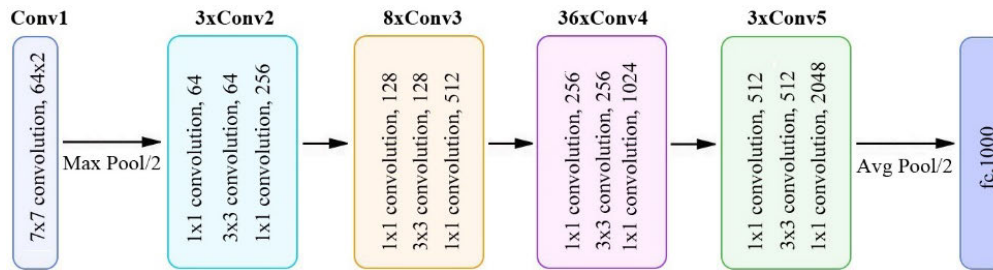 Conv1
7x7 convolution, 64x2
Max Pool/2
3xConv2
1x1 convolution, 64
3x3 convolution, 64
1x1 convolution, 256
8xConv3
1x1 convolution, 128
3x3 convolution, 128
1x1 convolution, 512
36xConv4
1x1 convolution, 256
3x3 convolution, 256
1x1 convolution, 1024
3xConv5
1x1 convolution, 512
3x3 convolution, 512
1x1 convolution, 2048
Avg Pool/2
fc,1000